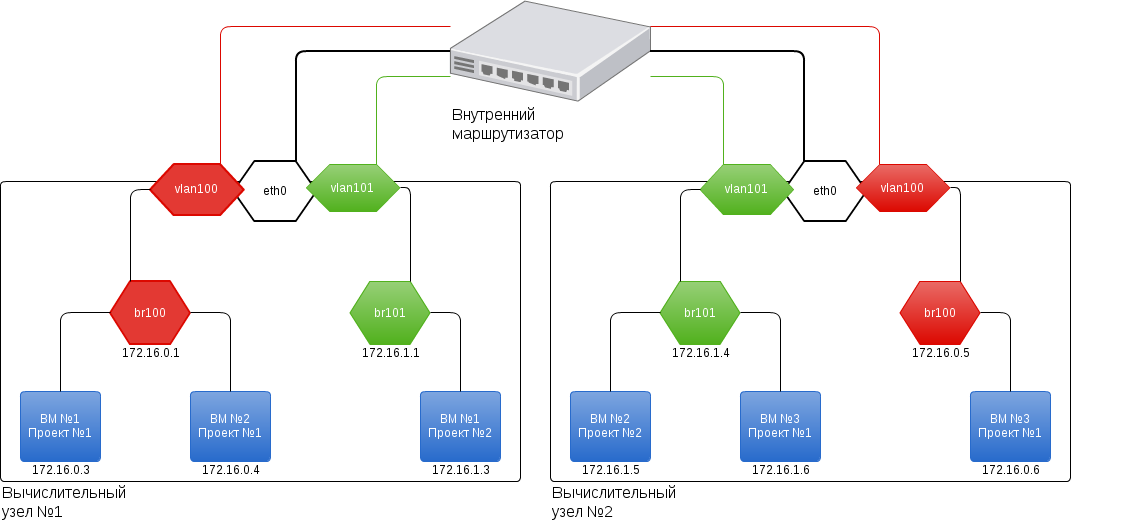 Внутренний
маршрутизатор
vlan100
eth0
vlan101
vlan101
eth0
vlan100
br100
172.16.0.1
br101
172.16.1.1
br101
172.16.1.4
br100
172.16.0.5
ВМ №1
Проект №1
172.16.0.3
ВМ №2
Проект №1
172.16.0.4
ВМ №1
Проект №2
172.16.1.3
ВМ №2
Проект №2
172.16.1.5
ВМ №3
Проект №1
172.16.1.6
ВМ №3
Проект №1
172.16.0.6
Вычислительный
узел №1
Вычислительный
узел №2